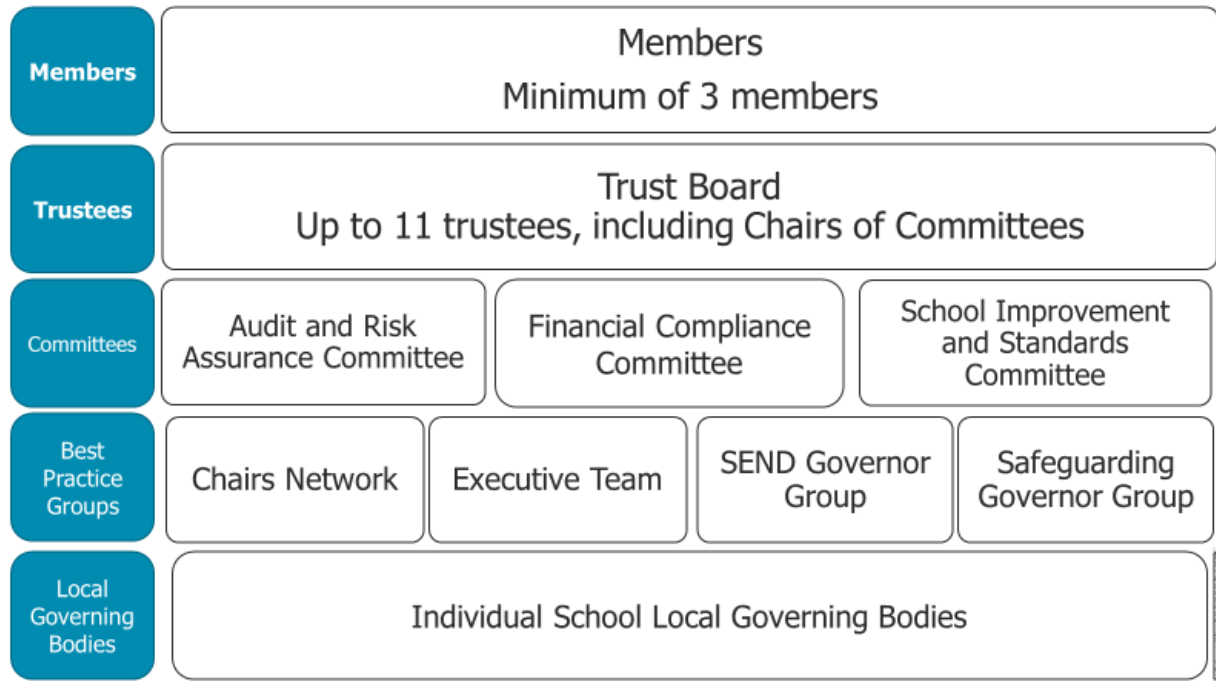 Members
Members
Minimum of 3 members
Trustees
Trust Board
Up to 11 trustees, including Chairs of Committees
Committees
Audit and Risk
Assurance Committee
Financial Compliance
Committee
School Improvement
and Standards
Committee
Best
Practice
Groups
Chairs Network
Executive Team
SEND Governor
Group
Safeguarding
Governor Group
Local
Governing
Bodies
Individual School Local Governing Bodies